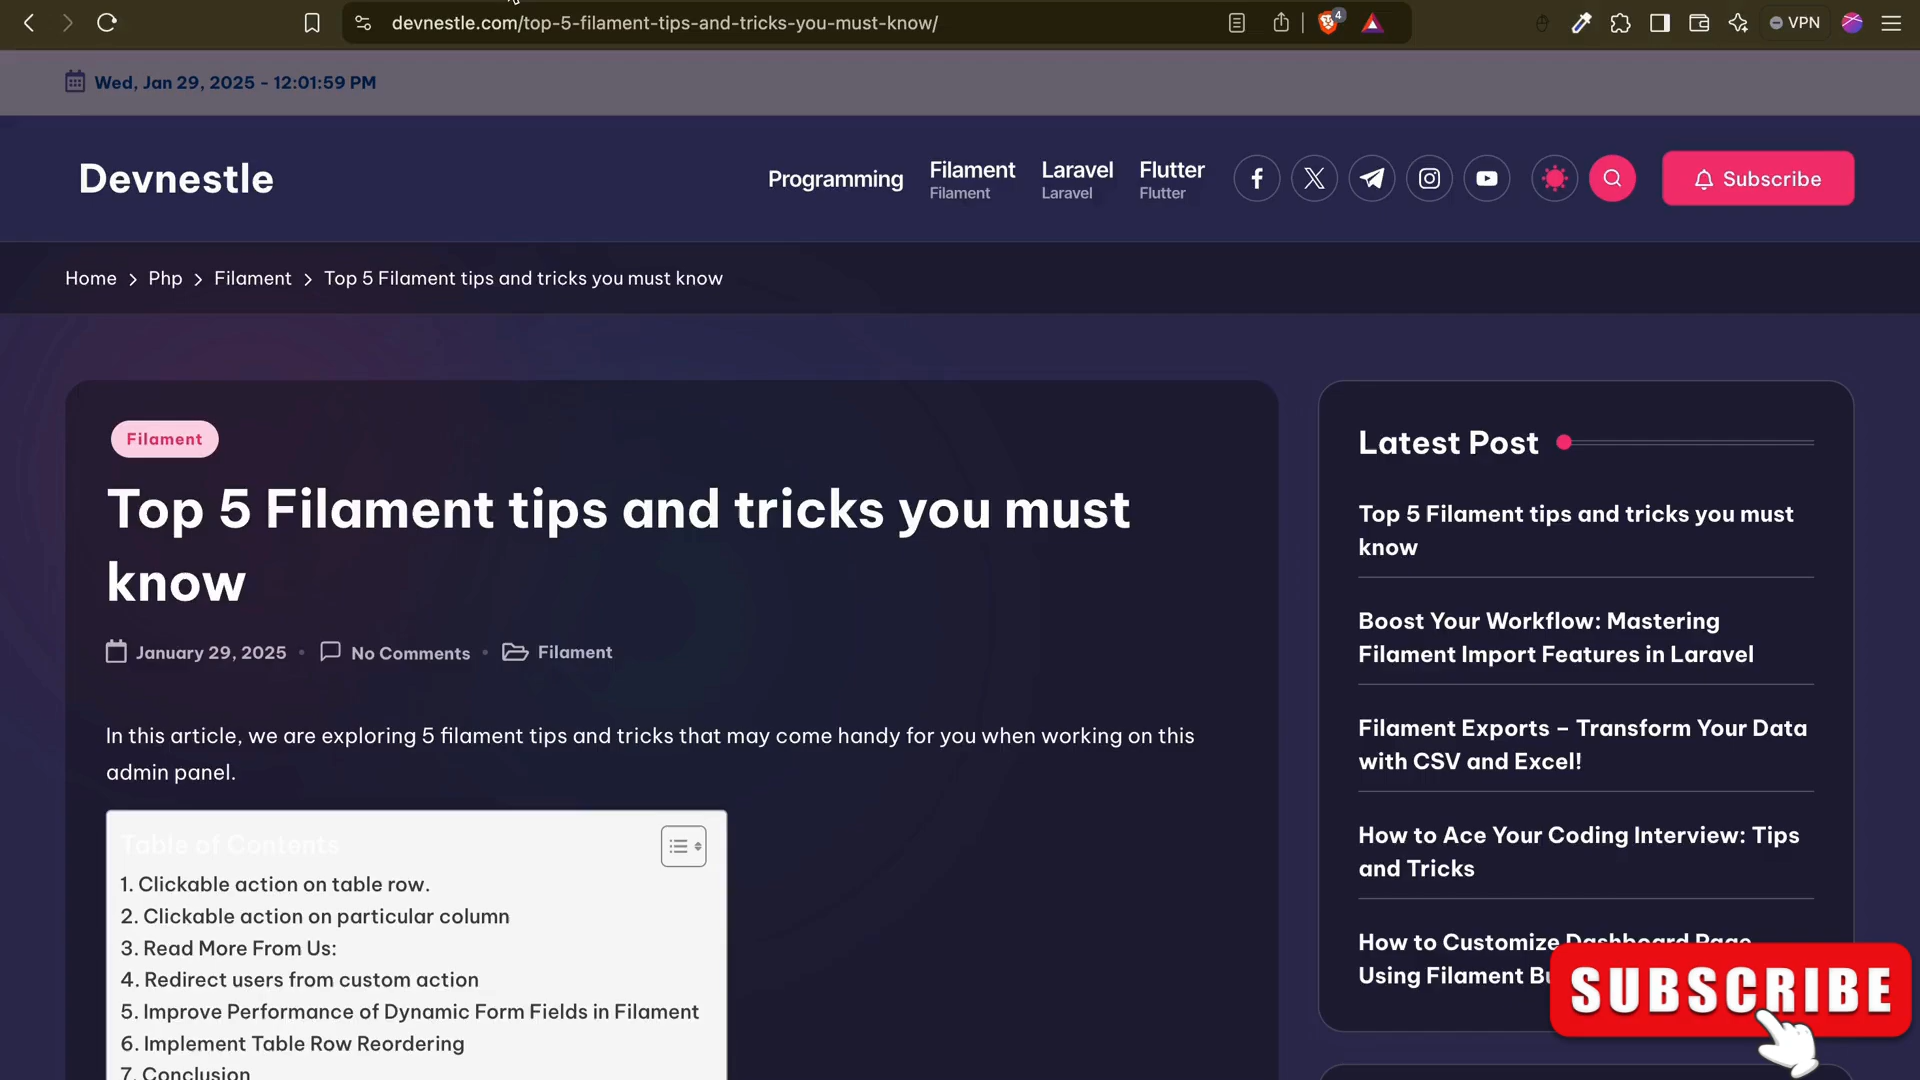 devnestle.com/top-5-filament-tips-and-tricks-you-must-know/
4
VPN
Wed, Jan 29, 2025 - 12:01:59 PM
Devnestle
Programming
Filament
Filament
Laravel
Laravel
Flutter
Flutter
Subscribe
Home > Php > Filament > Top 5 Filament tips and tricks you must know
Filament
Top 5 Filament tips and tricks you must
know
January 29, 2025 • No Comments • Filament
In this article, we are exploring 5 filament tips and tricks that may come handy for you when working on this
admin panel.
Table of Contents
1. Clickable action on table row.
2. Clickable action on particular column
3. Read More From Us:
4. Redirect users from custom action
5. Improve Performance of Dynamic Form Fields in Filament
6. Implement Table Row Reordering
7. Conclusion
Latest Post
Top 5 Filament tips and tricks you must
know
Boost Your Workflow: Mastering
Filament Import Features in Laravel
Filament Exports – Transform Your Data
with CSV and Excel!
How to Ace Your Coding Interview: Tips
and Tricks
How to Customize Dashboard Page
Using Filament Bu
SUBSCRIBE